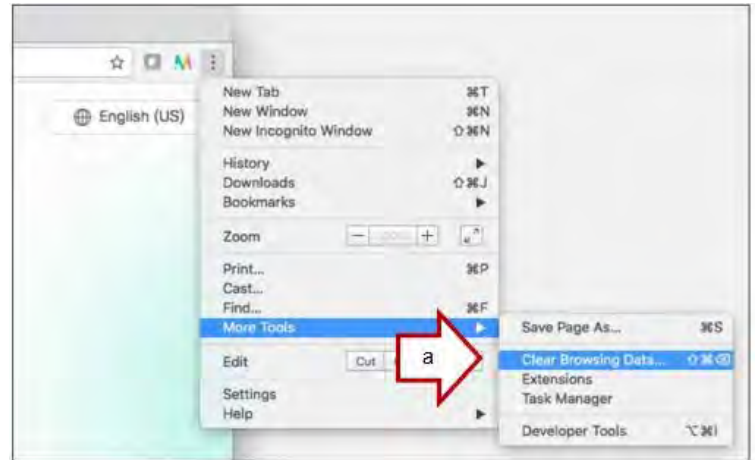 English (US)
New Tab ⌘T
New Window ⌘N
New Incognito Window ⇧⌘N
History ▶
Downloads ⇧⌘J
Bookmarks ▶
Zoom − +
Print... ⌘P
Cast...
Find... ⌘F
More Tools ▶
Edit Cut
Settings
Help ▶
a
Save Page As... ⌘S
Clear Browsing Data... ⇧⌘⌫
Extensions
Task Manager
Developer Tools ⌥⌘I